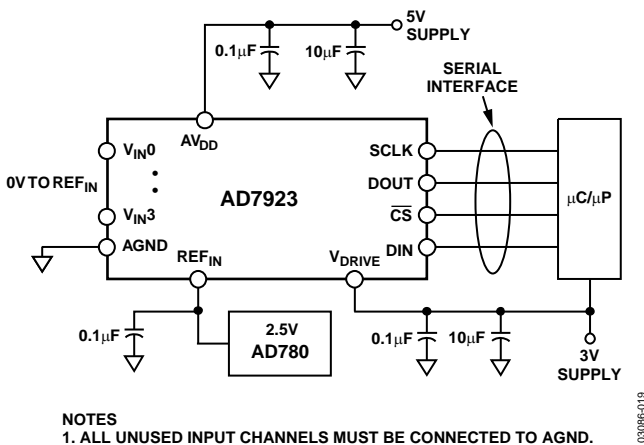 5V
SUPPLY
0.1μF
10μF
SERIAL
INTERFACE
AVDD
VIN0
SCLK
0V TO REFIN
DOUT
AD7923
μC/μP
VIN3
CS
AGND
REFIN
VDRIVE
DIN
0.1μF
2.5V
AD780
0.1μF
10μF
3V
SUPPLY
NOTES
1. ALL UNUSED INPUT CHANNELS MUST BE CONNECTED TO AGND.
03086-019